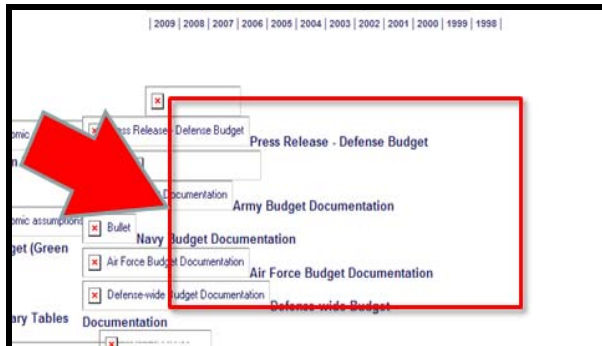 | 2009 | 2008 | 2007 | 2006 | 2005 | 2004 | 2003 | 2002 | 2001 | 2000 | 1999 | 1998 |
Press Release - Defense Budget
Press Release - Defense Budget
Documentation
Army Budget Documentation
omic assumptions
Bullet
Navy Budget Documentation
get (Green
Air Force Budget Documentation
Air Force Budget Documentation
Defense-wide Budget Documentation
Defense-wide Budget
ary Tables
Documentation